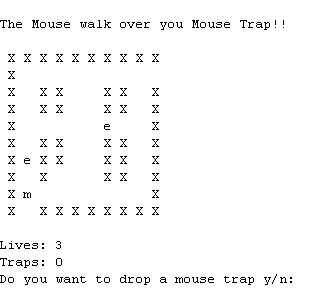 The Mouse walk over you Mouse Trap!!
X X X X X X X X X X
X
X   X X     X X   X
X   X X     X X   X
X           e     X
X   X X     X X   X
X e X X     X X   X
X   X       X X   X
X m               X
X   X X X X X X X X
Lives: 3
Traps: 0
Do you want to drop a mouse trap y/n: